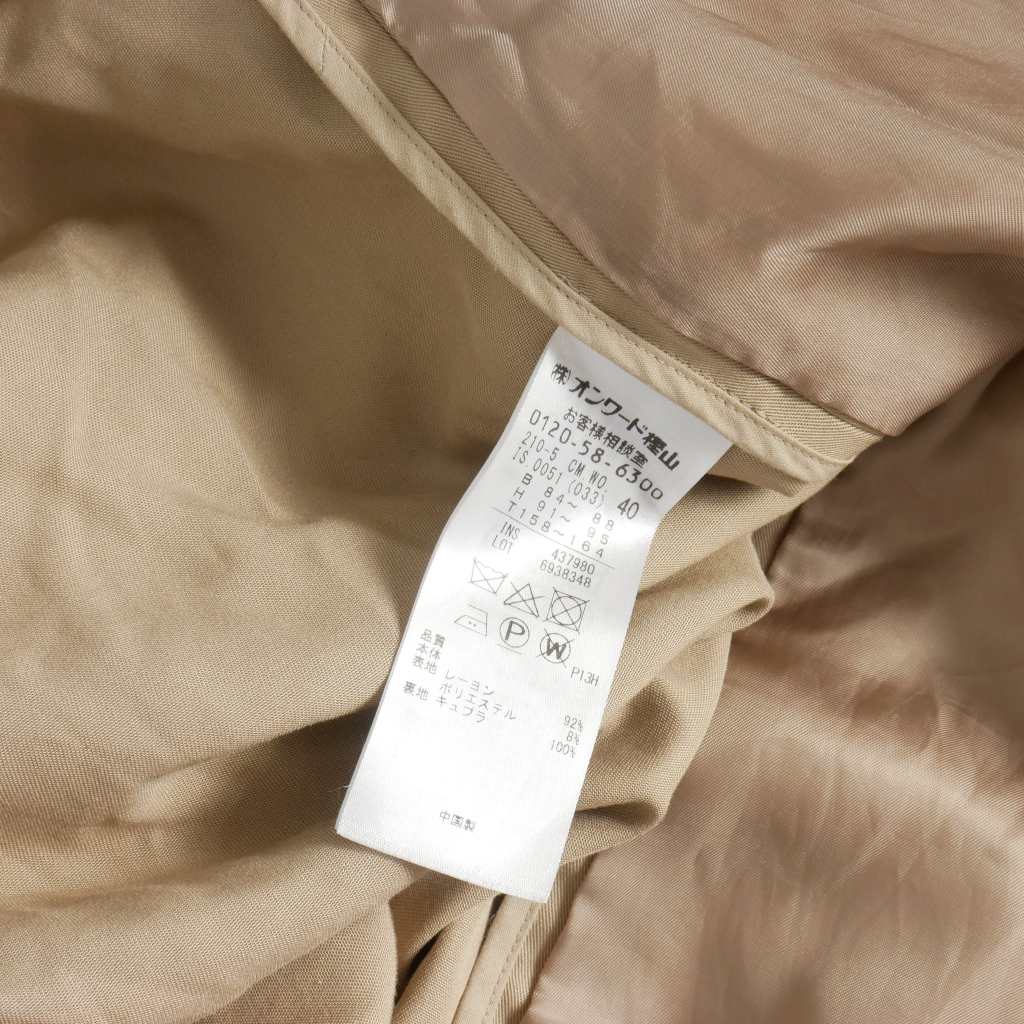 ㈱オンワード樫山
お客様相談室
0120-58-6300
210-5 CM WO.
IS.0051 (033) 40
B 84~ 88
H 91~ 95
T158~164
INS 437980
LOT 6938348
P
W
P13H
品質
本体
表地 レーヨン 92%
ポリエステル 8%
裏地 キュプラ 100%
中国製